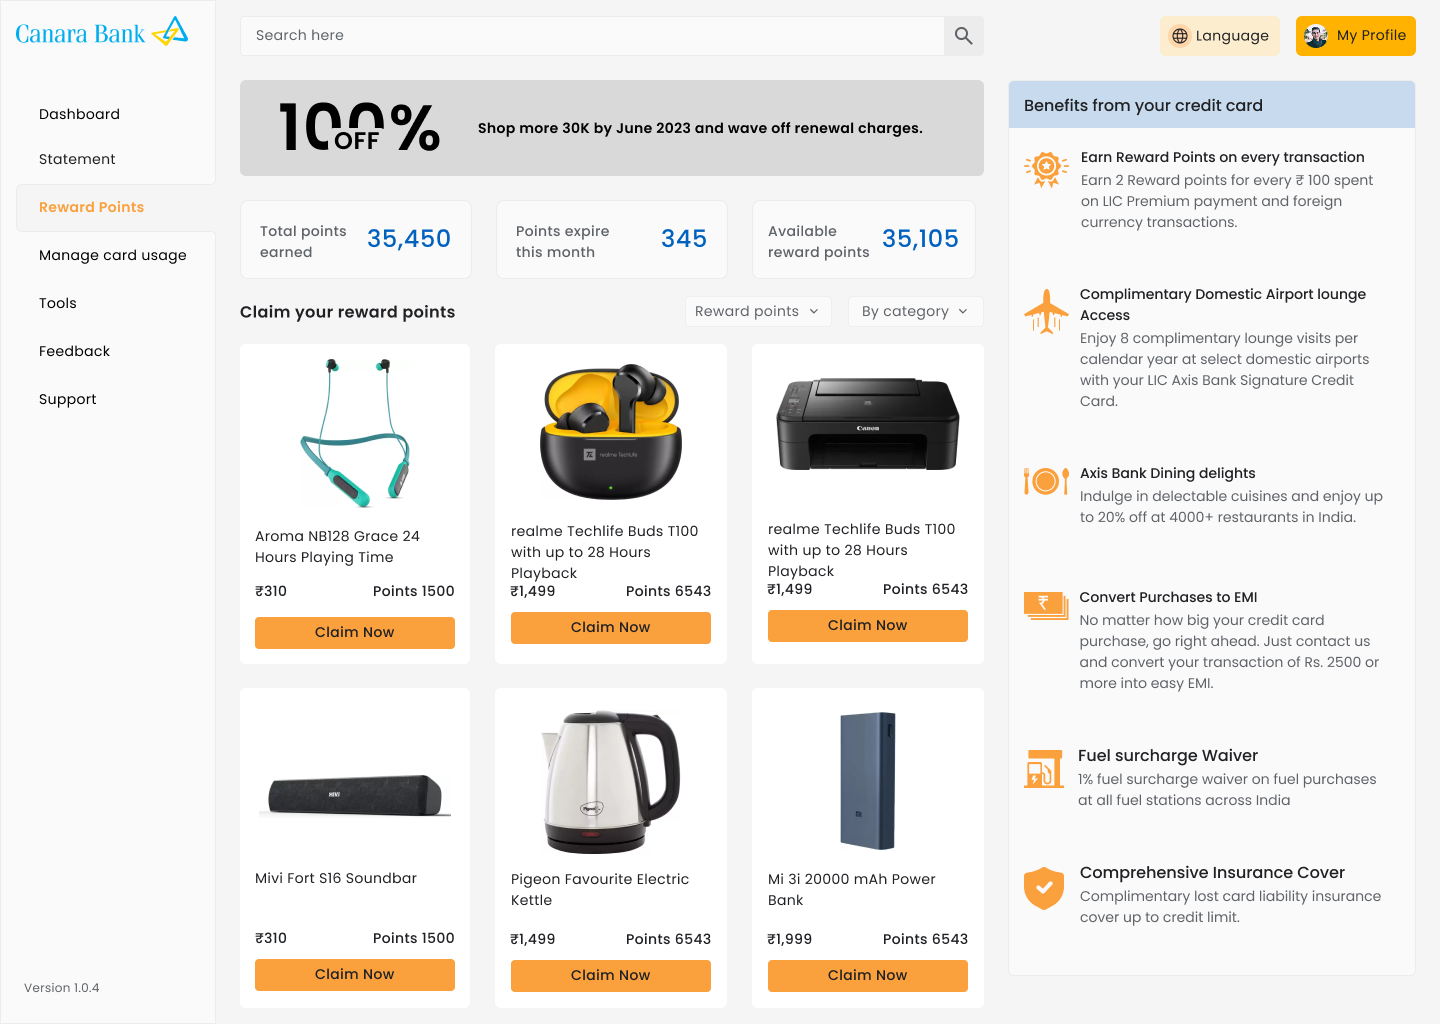 Canara Bank
Search here
Language
My Profile
Dashboard
Statement
Reward Points
Manage card usage
Tools
Feedback
Support
Version 1.0.4
100%
OFF
Shop more 30K by June 2023 and wave off renewal charges.
Total points
earned
35,450
Points expire
this month
345
Available
reward points
35,105
Claim your reward points
Reward points
By category
realme Techlife
Canon
Aroma NB128 Grace 24
Hours Playing Time
₹310 Points 1500
Claim Now
realme Techlife Buds T100
with up to 28 Hours
Playback
₹1,499 Points 6543
Claim Now
realme Techlife Buds T100
with up to 28 Hours
Playback
₹1,499 Points 6543
Claim Now
MIVI
Mivi Fort S16 Soundbar
₹310 Points 1500
Claim Now
Pigeon
Pigeon Favourite Electric
Kettle
₹1,499 Points 6543
Claim Now
Mi 3i 20000 mAh Power
Bank
₹1,999 Points 6543
Claim Now
Benefits from your credit card
Earn Reward Points on every transaction
Earn 2 Reward points for every ₹ 100 spent
on LIC Premium payment and foreign
currency transactions.
Complimentary Domestic Airport lounge
Access
Enjoy 8 complimentary lounge visits per
calendar year at select domestic airports
with your LIC Axis Bank Signature Credit
Card.
Axis Bank Dining delights
Indulge in delectable cuisines and enjoy up
to 20% off at 4000+ restaurants in India.
₹
Convert Purchases to EMI
No matter how big your credit card
purchase, go right ahead. Just contact us
and convert your transaction of Rs. 2500 or
more into easy EMI.
Fuel surcharge Waiver
1% fuel surcharge waiver on fuel purchases
at all fuel stations across India
Comprehensive Insurance Cover
Complimentary lost card liability insurance
cover up to credit limit.